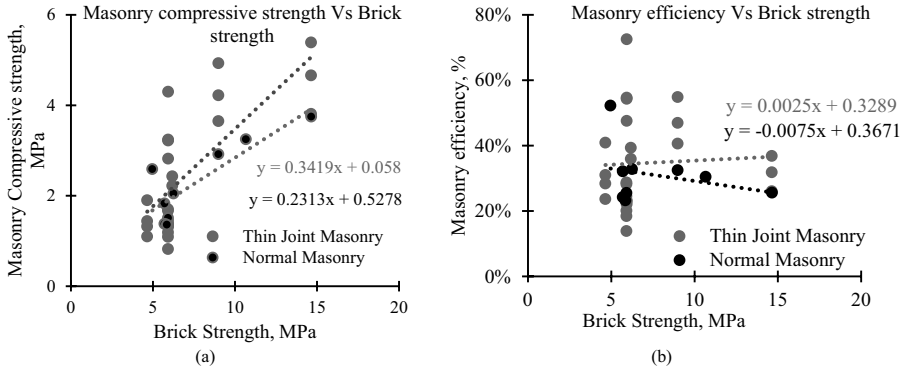 Masonry compressive strength Vs Brick
strength
Masonry Compressive strength,
MPa
6
4
2
0
y = 0.3419x + 0.058
y = 0.2313x + 0.5278
Thin Joint Masonry
Normal Masonry
0 5 10 15 20
Brick Strength, MPa
(a)
Masonry efficiency Vs Brick strength
Masonry efficiency, %
80%
60%
40%
20%
0%
y = 0.0025x + 0.3289
y = -0.0075x + 0.3671
Thin Joint Masonry
Normal Masonry
0 5 10 15 20
Brick Strength, MPa
(b)